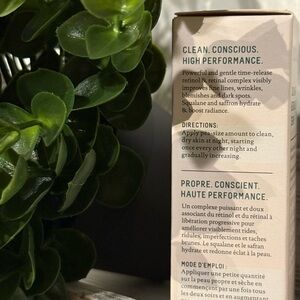 CLEAN. CONSCIOUS.
HIGH PERFORMANCE.
Powerful and gentle time-release
retinol & retinal complex visibly
improves fine lines, wrinkles,
blemishes and dark spots.
Squalane and saffron hydrate
& boost radiance.
DIRECTIONS:
Apply pea-size amount to clean,
dry skin at night, starting
once every other night and
gradually increasing.
PROPRE. CONSCIENT.
HAUTE PERFORMANCE.
Un complexe puissant et doux
associant du rétinol et du rétinal à
libération progressive pour
améliorer visiblement rides,
ridules, imperfections et taches
brunes. Le squalane et le safran
hydrate et redonne éclat à la peau.
MODE D'EMPLOI :
Appliquer une petite quantité
sur la peau propre et sèche en
commençant par une fois tous
les deux soirs et en augmentant